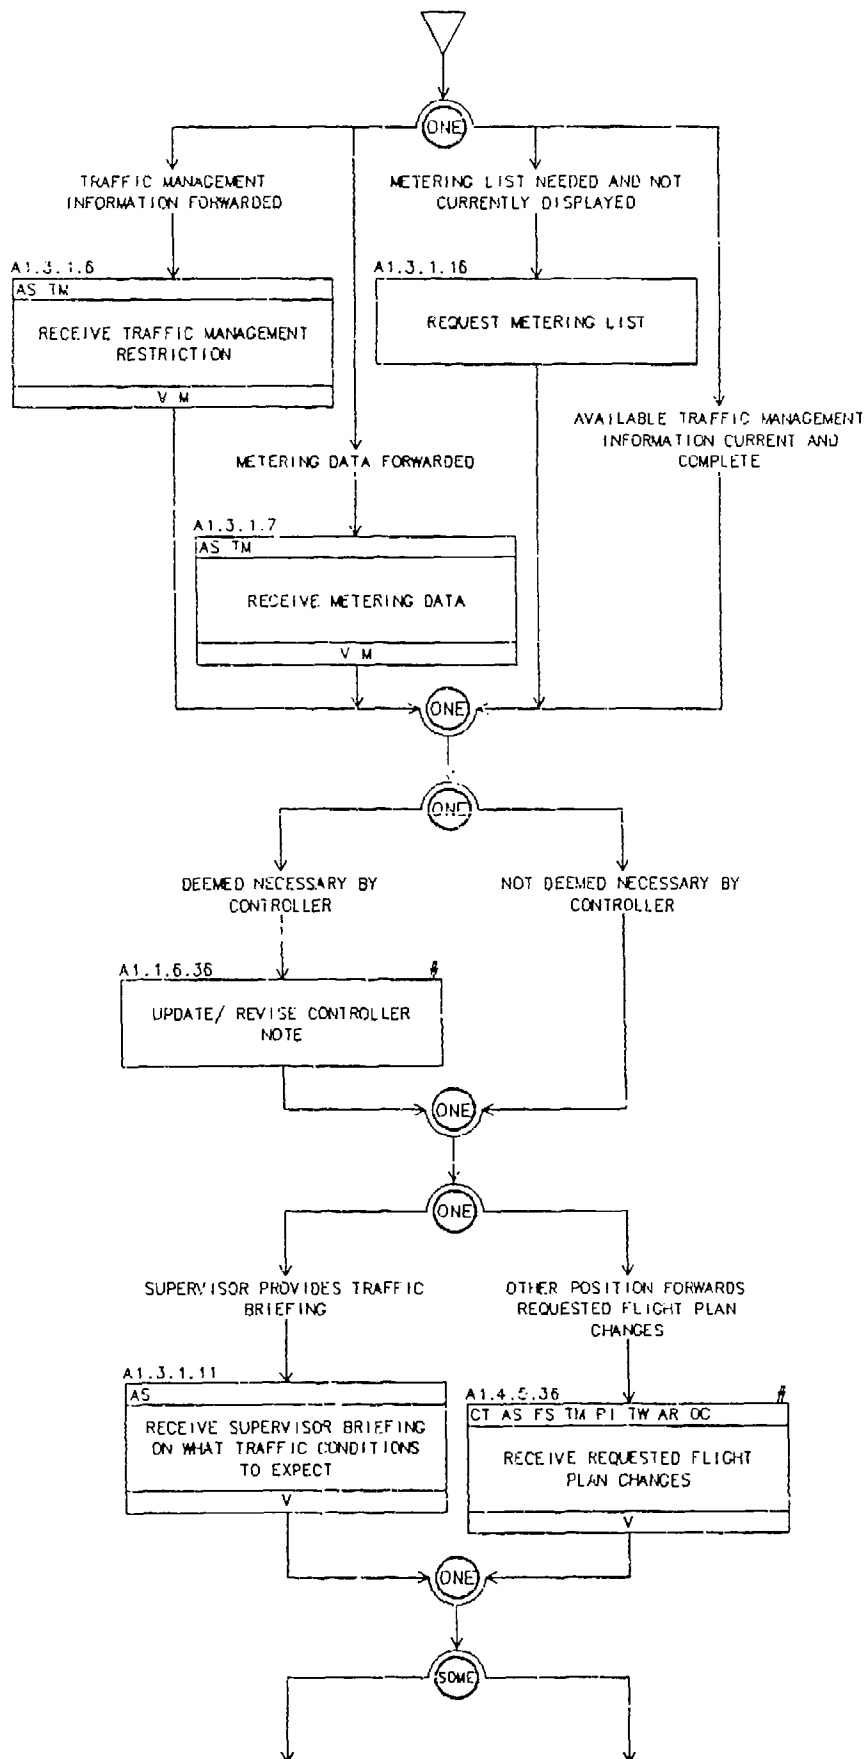 ONE
TRAFFIC MANAGEMENT
INFORMATION FORWARDED
METERING LIST NEEDED AND NOT
CURRENTLY DISPLAYED
A1.3.1.6
AS TM
RECEIVE TRAFFIC MANAGEMENT
RESTRICTION
V M
A1.3.1.16
REQUEST METERING LIST
AVAILABLE TRAFFIC MANAGEMENT
INFORMATION CURRENT AND
COMPLETE
METERING DATA FORWARDED
A1.3.1.7
AS TM
RECEIVE METERING DATA
V M
ONE
ONE
DEEMED NECESSARY BY
CONTROLLER
NOT DEEMED NECESSARY BY
CONTROLLER
A1.1.6.36 #
UPDATE/ REVISE CONTROLLER
NOTE
ONE
ONE
SUPERVISOR PROVIDES TRAFFIC
BRIEFING
OTHER POSITION FORWARDS
REQUESTED FLIGHT PLAN
CHANGES
A1.3.1.11
AS
RECEIVE SUPERVISOR BRIEFING
ON WHAT TRAFFIC CONDITIONS
TO EXPECT
V
A1.4.5.36 #
CT AS FS TM PI TW AR OC
RECEIVE REQUESTED FLIGHT
PLAN CHANGES
V
ONE
SOME